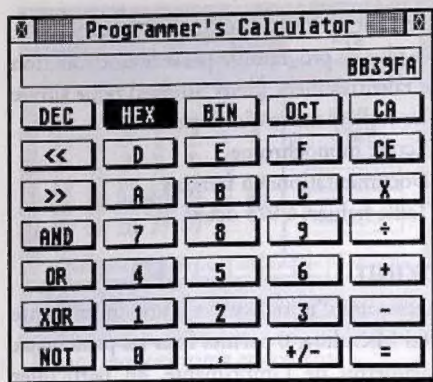 Programmer's Calculator
BB39FA
DEC HEX BIN OCT CA
<< D E F CE
>> A B C X
AND 7 8 9 ÷
OR 4 5 6 +
XOR 1 2 3 -
NOT 0 , +/- =